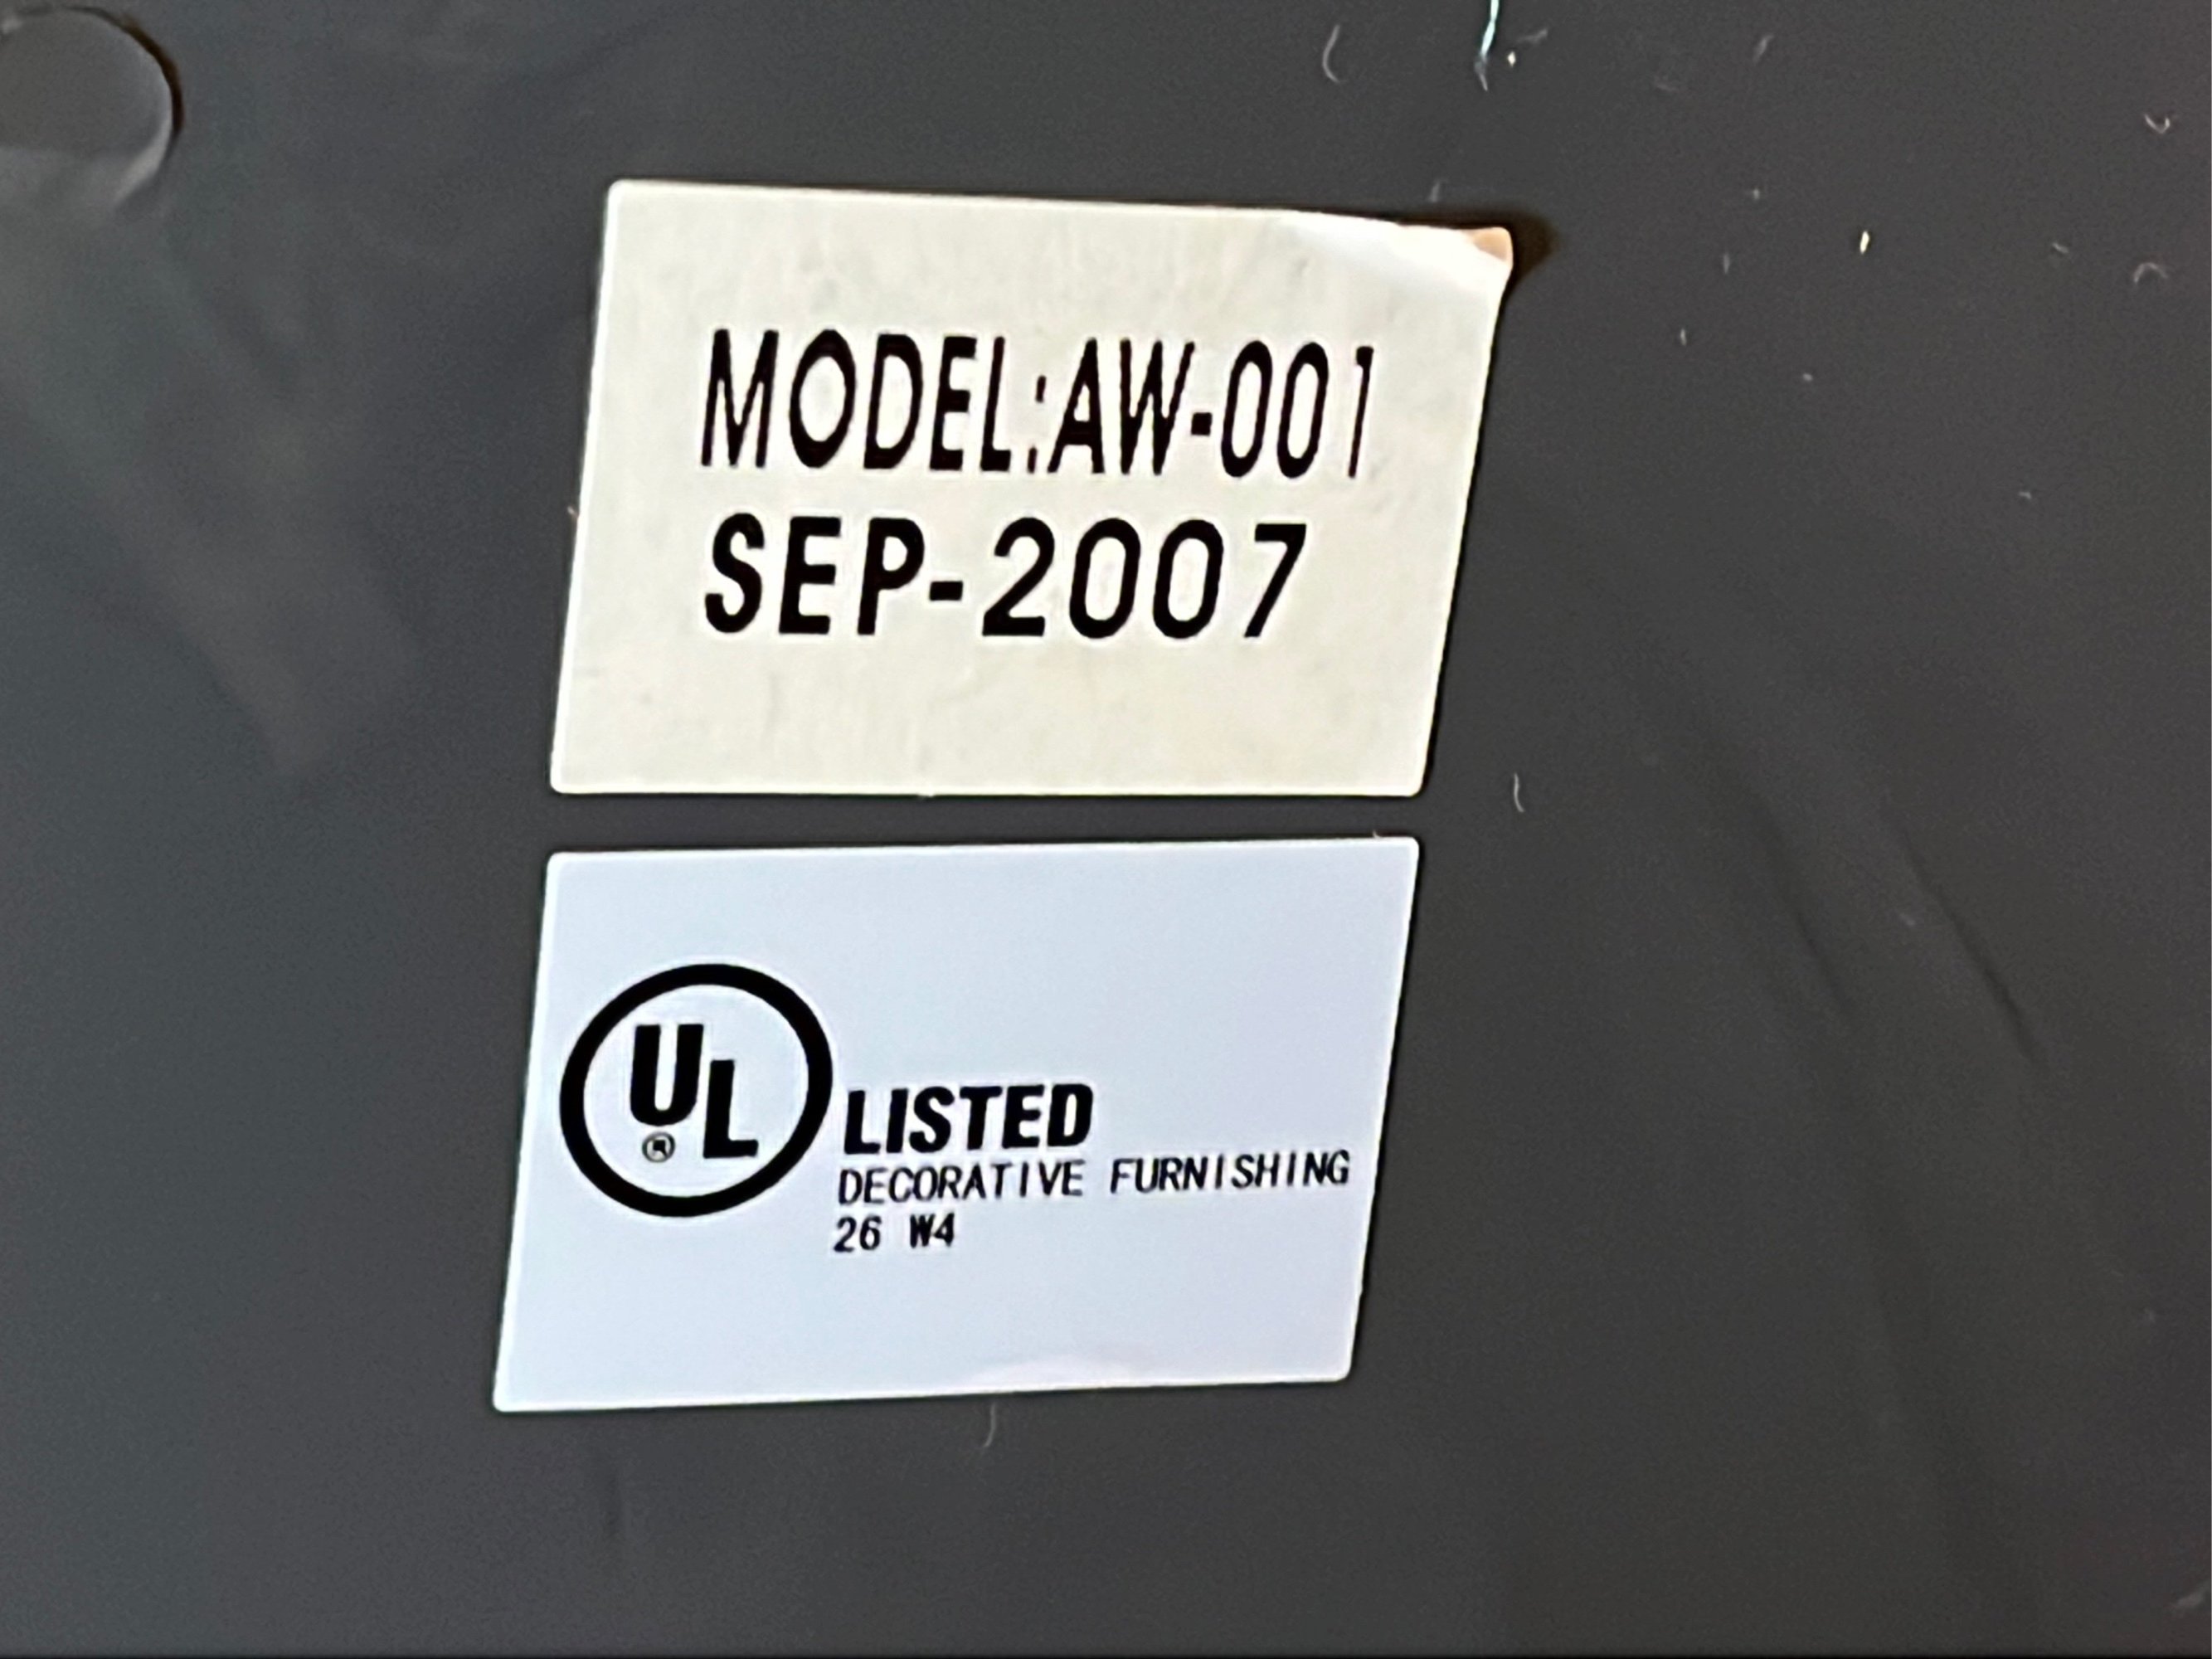 MODEL:AW-001
SEP-2007
UL
®
LISTED
DECORATIVE FURNISHING
26 W4